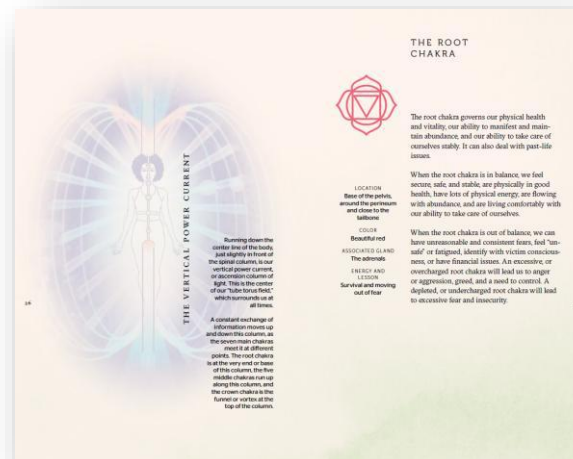 THE VERTICAL POWER CURRENT
Running down the
center line of the body,
just slightly in front of
the spinal column, is our
vertical power current,
or ascension column of
light. This is the center
of our "tube torus field,"
which surrounds us at
all times.
A constant exchange of
information moves up
and down this column, as
the seven main chakras
meet it at different
points. The root chakra
is at the very end or base
of this column, the five
middle chakras run up
along this column, and
the crown chakra is the
funnel or vortex at the
top of the column.
THE ROOT
CHAKRA
LOCATION
Base of the pelvis,
around the perineum
and close to the
tailbone
COLOR
Beautiful red
ASSOCIATED GLAND
The adrenals
ENERGY AND
LESSON
Survival and moving
out of fear
The root chakra governs our physical health
and vitality, our ability to manifest and main-
tain abundance, and our ability to take care of
ourselves stably. It can also deal with past-life
issues.
When the root chakra is in balance, we feel
secure, safe, and stable, are physically in good
health, have lots of physical energy, are flowing
with abundance, and are living comfortably with
our ability to take care of ourselves.
When the root chakra is out of balance, we can
have unreasonable and consistent fears, feel "un-
safe" or fatigued, identify with victim conscious-
ness, or have financial issues. An excessive, or
overcharged root chakra will lead us to anger
or aggression, greed, and a need to control. A
depleted, or undercharged root chakra will lead
to excessive fear and insecurity.